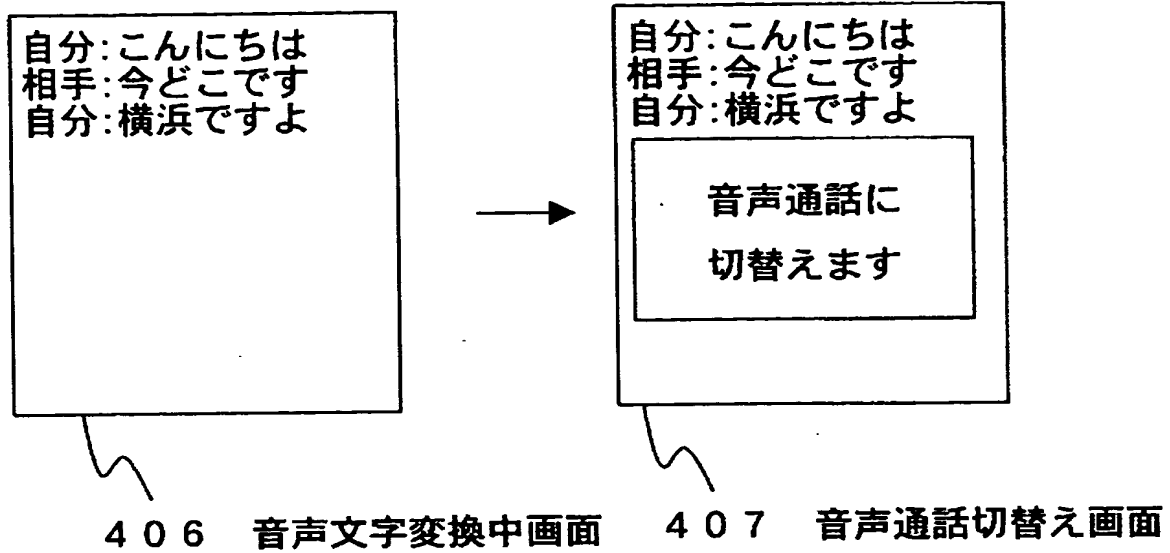 自分:こんにちは
相手:今どこです
自分:横浜ですよ
406 音声文字変換中画面
自分:こんにちは
相手:今どこです
自分:横浜ですよ
音声通話に
切替えます
407 音声通話切替え画面